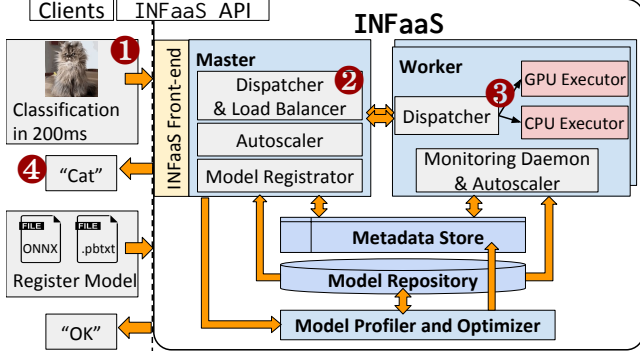 Clients
INFaaS API
INFaaS
1
Classification
in 200ms
4
"Cat"
FILE
ONNX
FILE
.pbtxt
Register Model
"OK"
INFaaS Front-end
Master
2
Dispatcher
& Load Balancer
Autoscaler
Model Registrator
Worker
3
Dispatcher
GPU Executor
CPU Executor
Monitoring Daemon
& Autoscaler
Metadata Store
Model Repository
Model Profiler and Optimizer